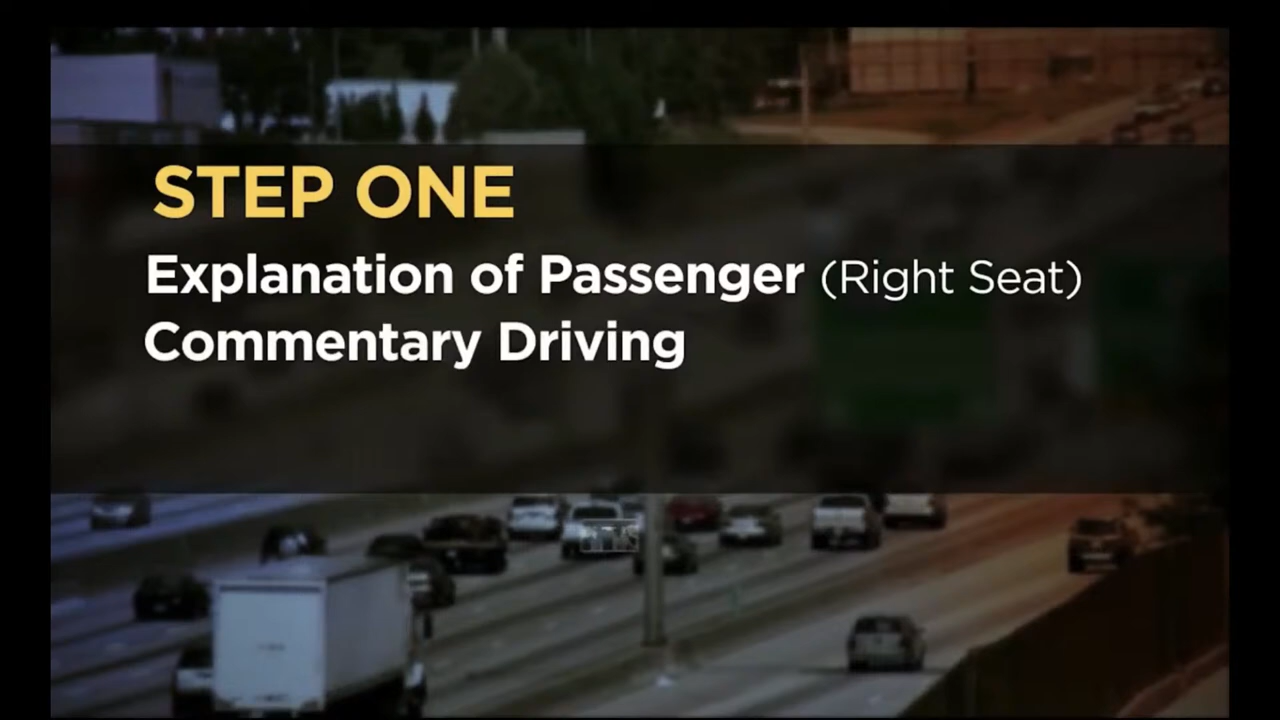 STEP ONE
Explanation of Passenger (Right Seat)
Commentary Driving